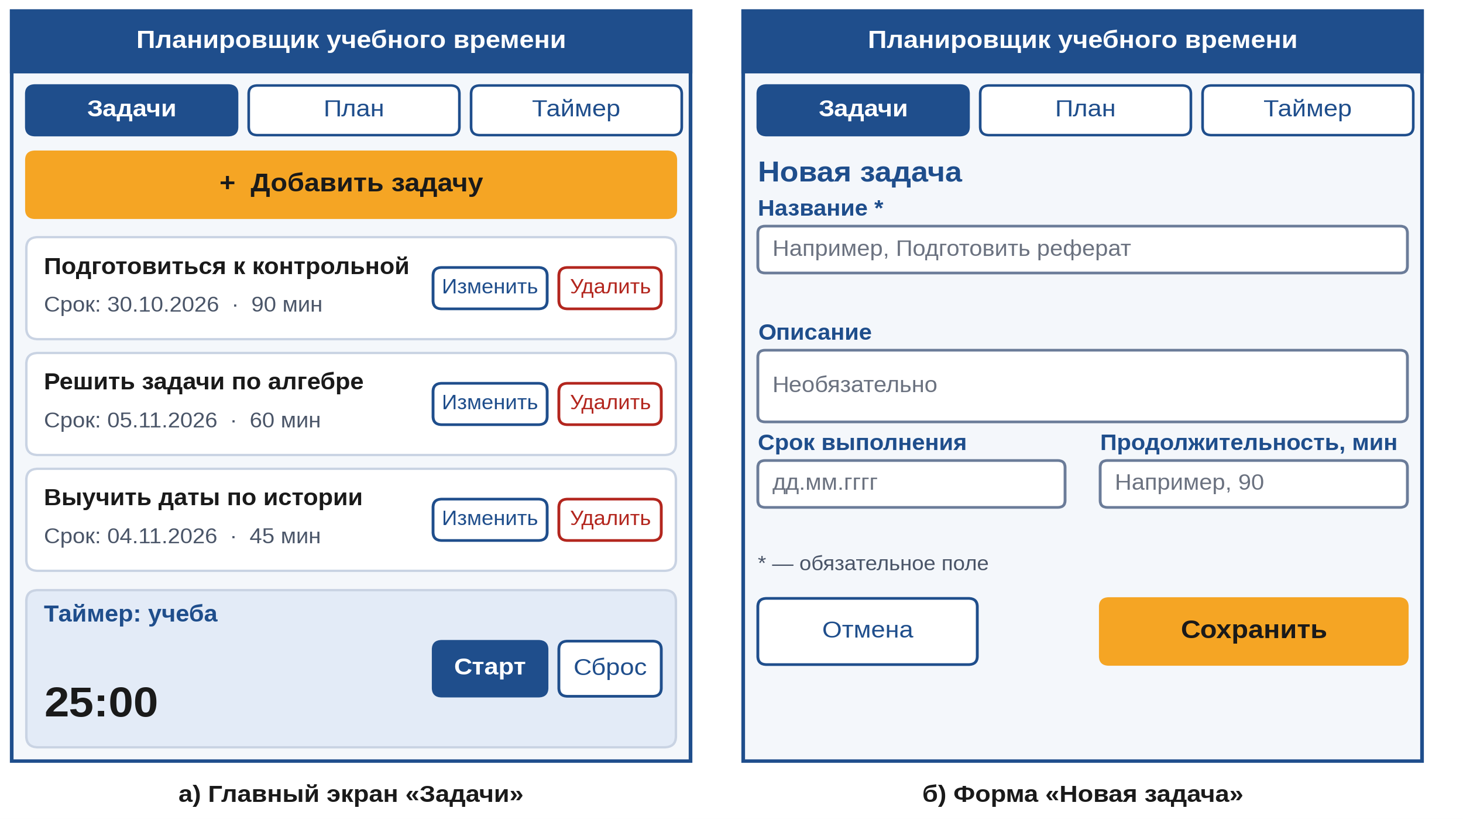 Планировщик учебного времени
Задачи План Таймер
+ Добавить задачу
Подготовиться к контрольной
Срок: 30.10.2026 · 90 мин
Изменить Удалить
Решить задачи по алгебре
Срок: 05.11.2026 · 60 мин
Изменить Удалить
Выучить даты по истории
Срок: 04.11.2026 · 45 мин
Изменить Удалить
Таймер: учеба
25:00
Старт Сброс
а) Главный экран «Задачи»
Планировщик учебного времени
Задачи План Таймер
Новая задача
Название *
Например, Подготовить реферат
Описание
Необязательно
Срок выполнения Продолжительность, мин
дд.мм.гггг Например, 90
* — обязательное поле
Отмена Сохранить
б) Форма «Новая задача»